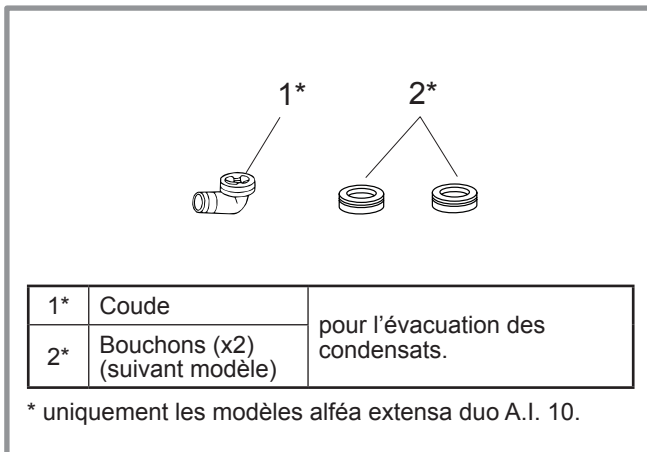 1* 2*
1* Coude
pour l’évacuation des
condensats.
2* Bouchons (x2)
(suivant modèle)
* uniquement les modèles alféa extensa duo A.I. 10.